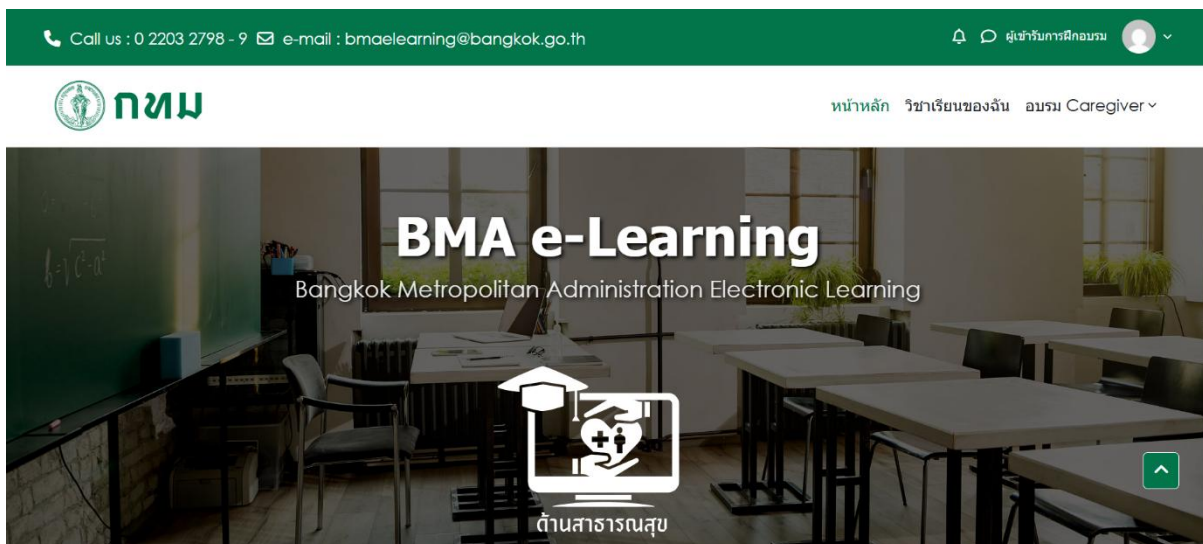 Call us : 0 2203 2798 - 9 e-mail : bmaelearning@bangkok.go.th ผู้เข้ารับการฝึกอบรม
กทม
หน้าหลัก วิชาเรียนของฉัน อบรม Caregiver
BMA e-Learning
Bangkok Metropolitan Administration Electronic Learning
ด้านสาธารณสุข